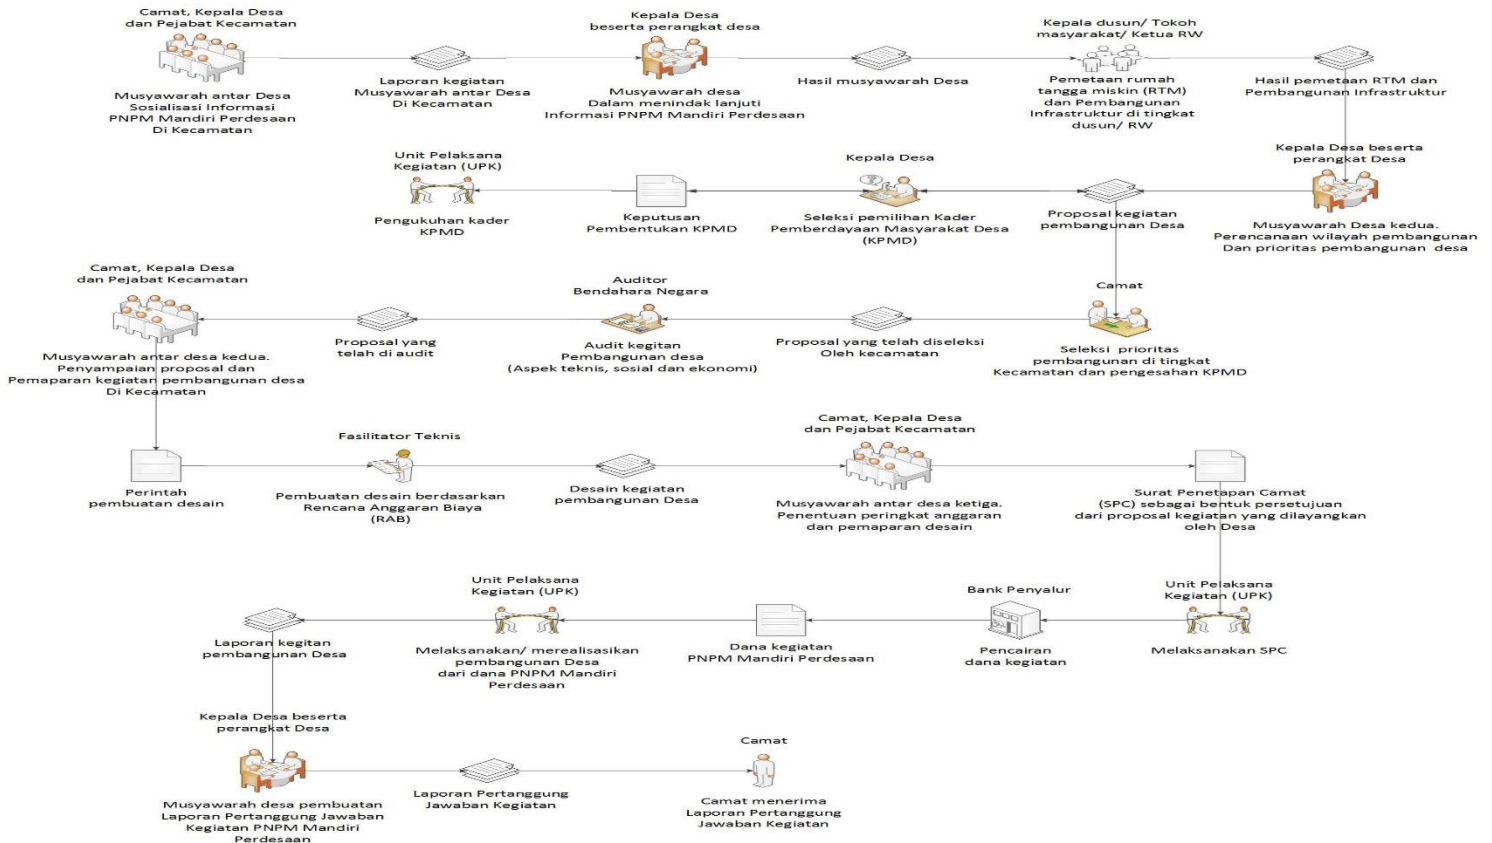 Camat, Kepala Desa
dan Pejabat Kecamatan
Musyawarah antar Desa
Sosialisasi Informasi
PNPM Mandiri Perdesaan
Di Kecamatan
Laporan kegiatan
Musyawarah antar Desa
Di Kecamatan
Kepala Desa
beserta perangkat desa
Musyawarah desa
Dalam menindak lanjuti
Informasi PNPM Mandiri Perdesaan
Hasil musyawarah Desa
Kepala dusun/ Tokoh
masyarakat/ Ketua RW
Pemetaan rumah
tangga miskin (RTM)
dan Pembangunan
Infrastruktur di tingkat
dusun/ RW
Hasil pemetaan RTM dan
Pembangunan Infrastruktur
Kepala Desa beserta
perangkat Desa
Musyawarah Desa kedua.
Perencanaan wilayah pembangunan
Dan prioritas pembangunan desa
Proposal kegiatan
pembangunan Desa
Kepala Desa
Seleksi pemilihan Kader
Pemberdayaan Masyarakat Desa
(KPMD)
Keputusan
Pembentukan KPMD
Unit Pelaksana
Kegiatan (UPK)
Pengukuhan kader
KPMD
Camat
Seleksi prioritas
pembangunan di tingkat
Kecamatan dan pengesahan KPMD
Proposal yang telah diseleksi
Oleh kecamatan
Auditor
Bendahara Negara
Audit kegitan
Pembangunan desa
(Aspek teknis, sosial dan ekonomi)
Proposal yang
telah di audit
Camat, Kepala Desa
dan Pejabat Kecamatan
Musyawarah antar desa kedua.
Penyampaian proposal dan
Pemaparan kegiatan pembangunan desa
Di Kecamatan
Perintah
pembuatan desain
Fasilitator Teknis
Pembuatan desain berdasarkan
Rencana Anggaran Biaya
(RAB)
Desain kegiatan
pembangunan Desa
Camat, Kepala Desa
dan Pejabat Kecamatan
Musyawarah antar desa ketiga.
Penentuan peringkat anggaran
dan pemaparan desain
Surat Penetapan Camat
(SPC) sebagai bentuk persetujuan
dari proposal kegiatan yang dilayangkan
oleh Desa
Unit Pelaksana
Kegiatan (UPK)
Melaksanakan SPC
Bank Penyalur
Pencairan
dana kegiatan
Dana kegiatan
PNPM Mandiri Perdesaan
Unit Pelaksana
Kegiatan (UPK)
Melaksanakan/ merealisasikan
pembangunan Desa
dari dana PNPM Mandiri
Perdesaan
Laporan kegitan
pembangunan Desa
Kepala Desa beserta
perangkat Desa
Musyawarah desa pembuatan
Laporan Pertanggung Jawaban
Kegiatan PNPM Mandiri
Perdesaan
Laporan Pertanggung
Jawaban Kegiatan
Camat
Camat menerima
Laporan Pertanggung
Jawaban Kegiatan